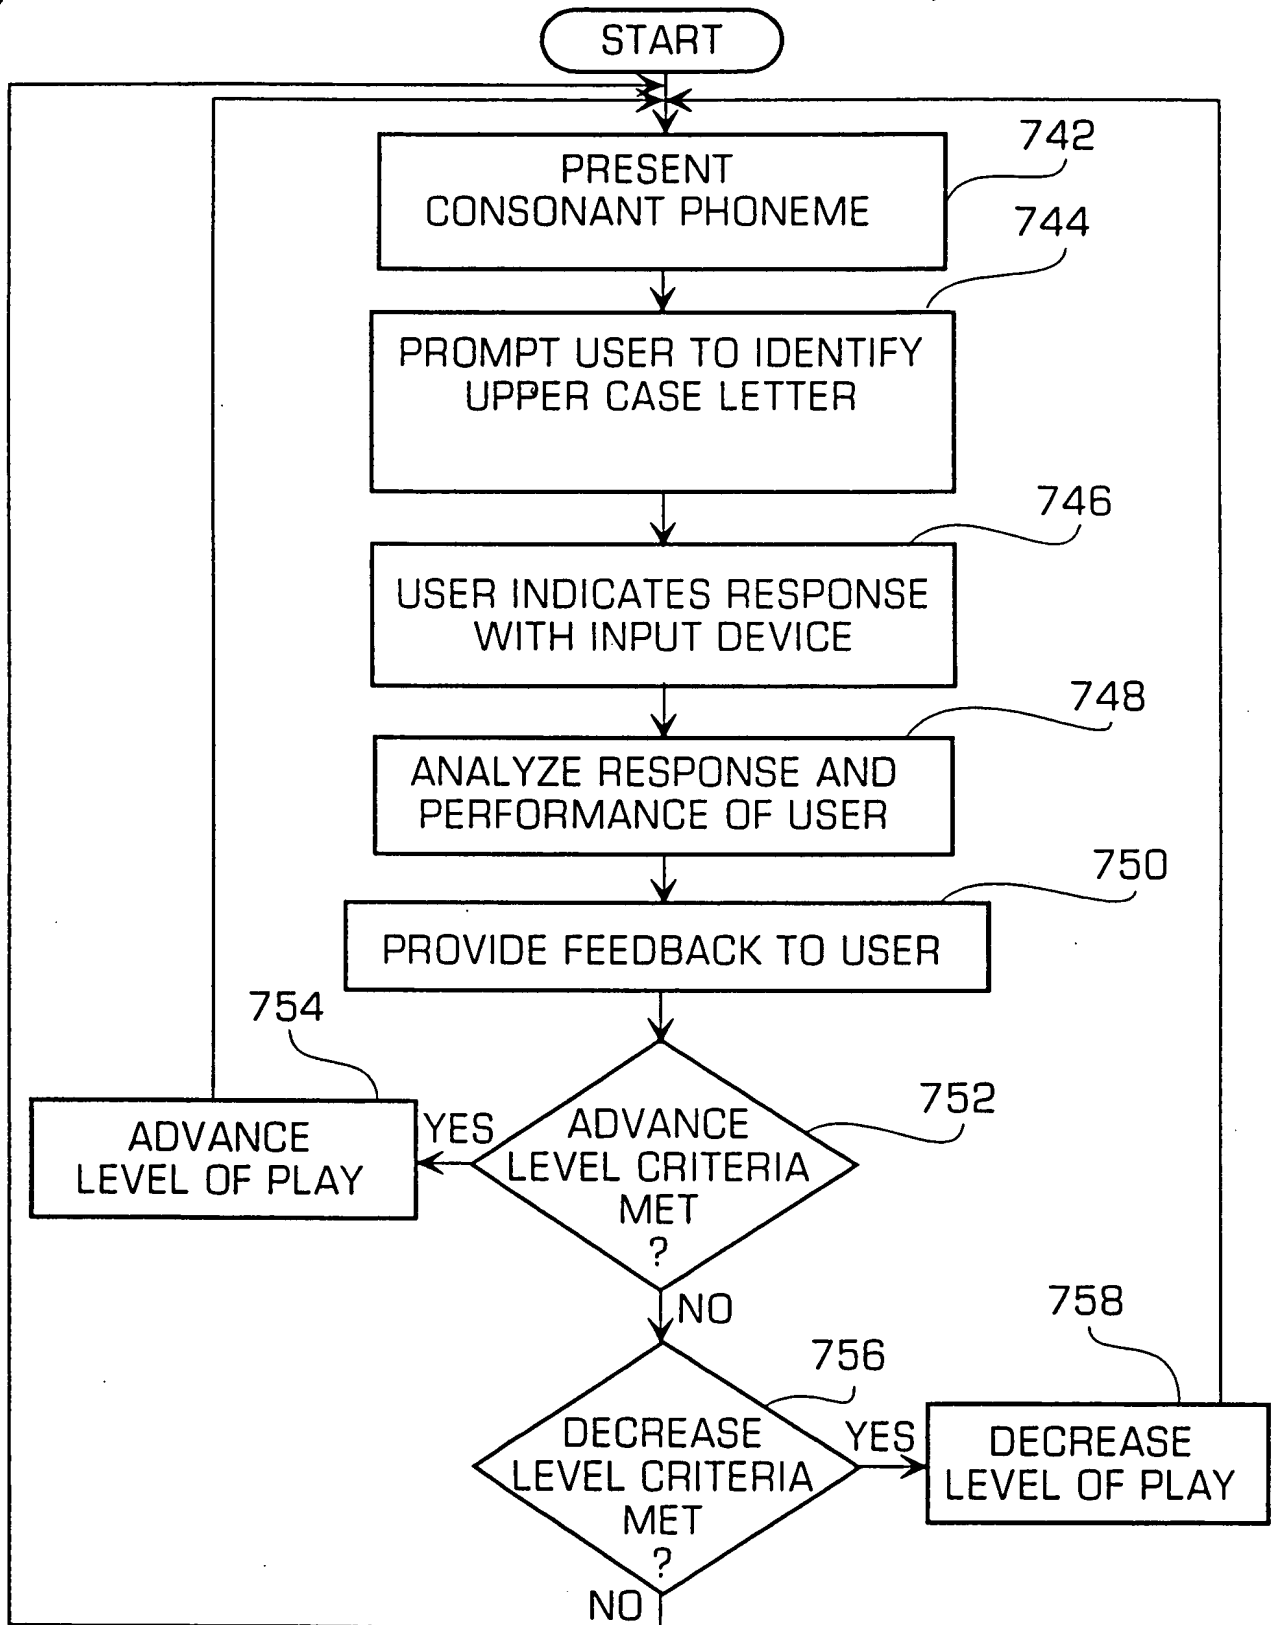 START
742
PRESENT
CONSONANT PHONEME
744
PROMPT USER TO IDENTIFY
UPPER CASE LETTER
746
USER INDICATES RESPONSE
WITH INPUT DEVICE
748
ANALYZE RESPONSE AND
PERFORMANCE OF USER
750
PROVIDE FEEDBACK TO USER
754
752
ADVANCE
LEVEL OF PLAY
YES
ADVANCE
LEVEL CRITERIA
MET
?
NO
758
756
DECREASE
LEVEL CRITERIA
MET
?
YES
DECREASE
LEVEL OF PLAY
NO